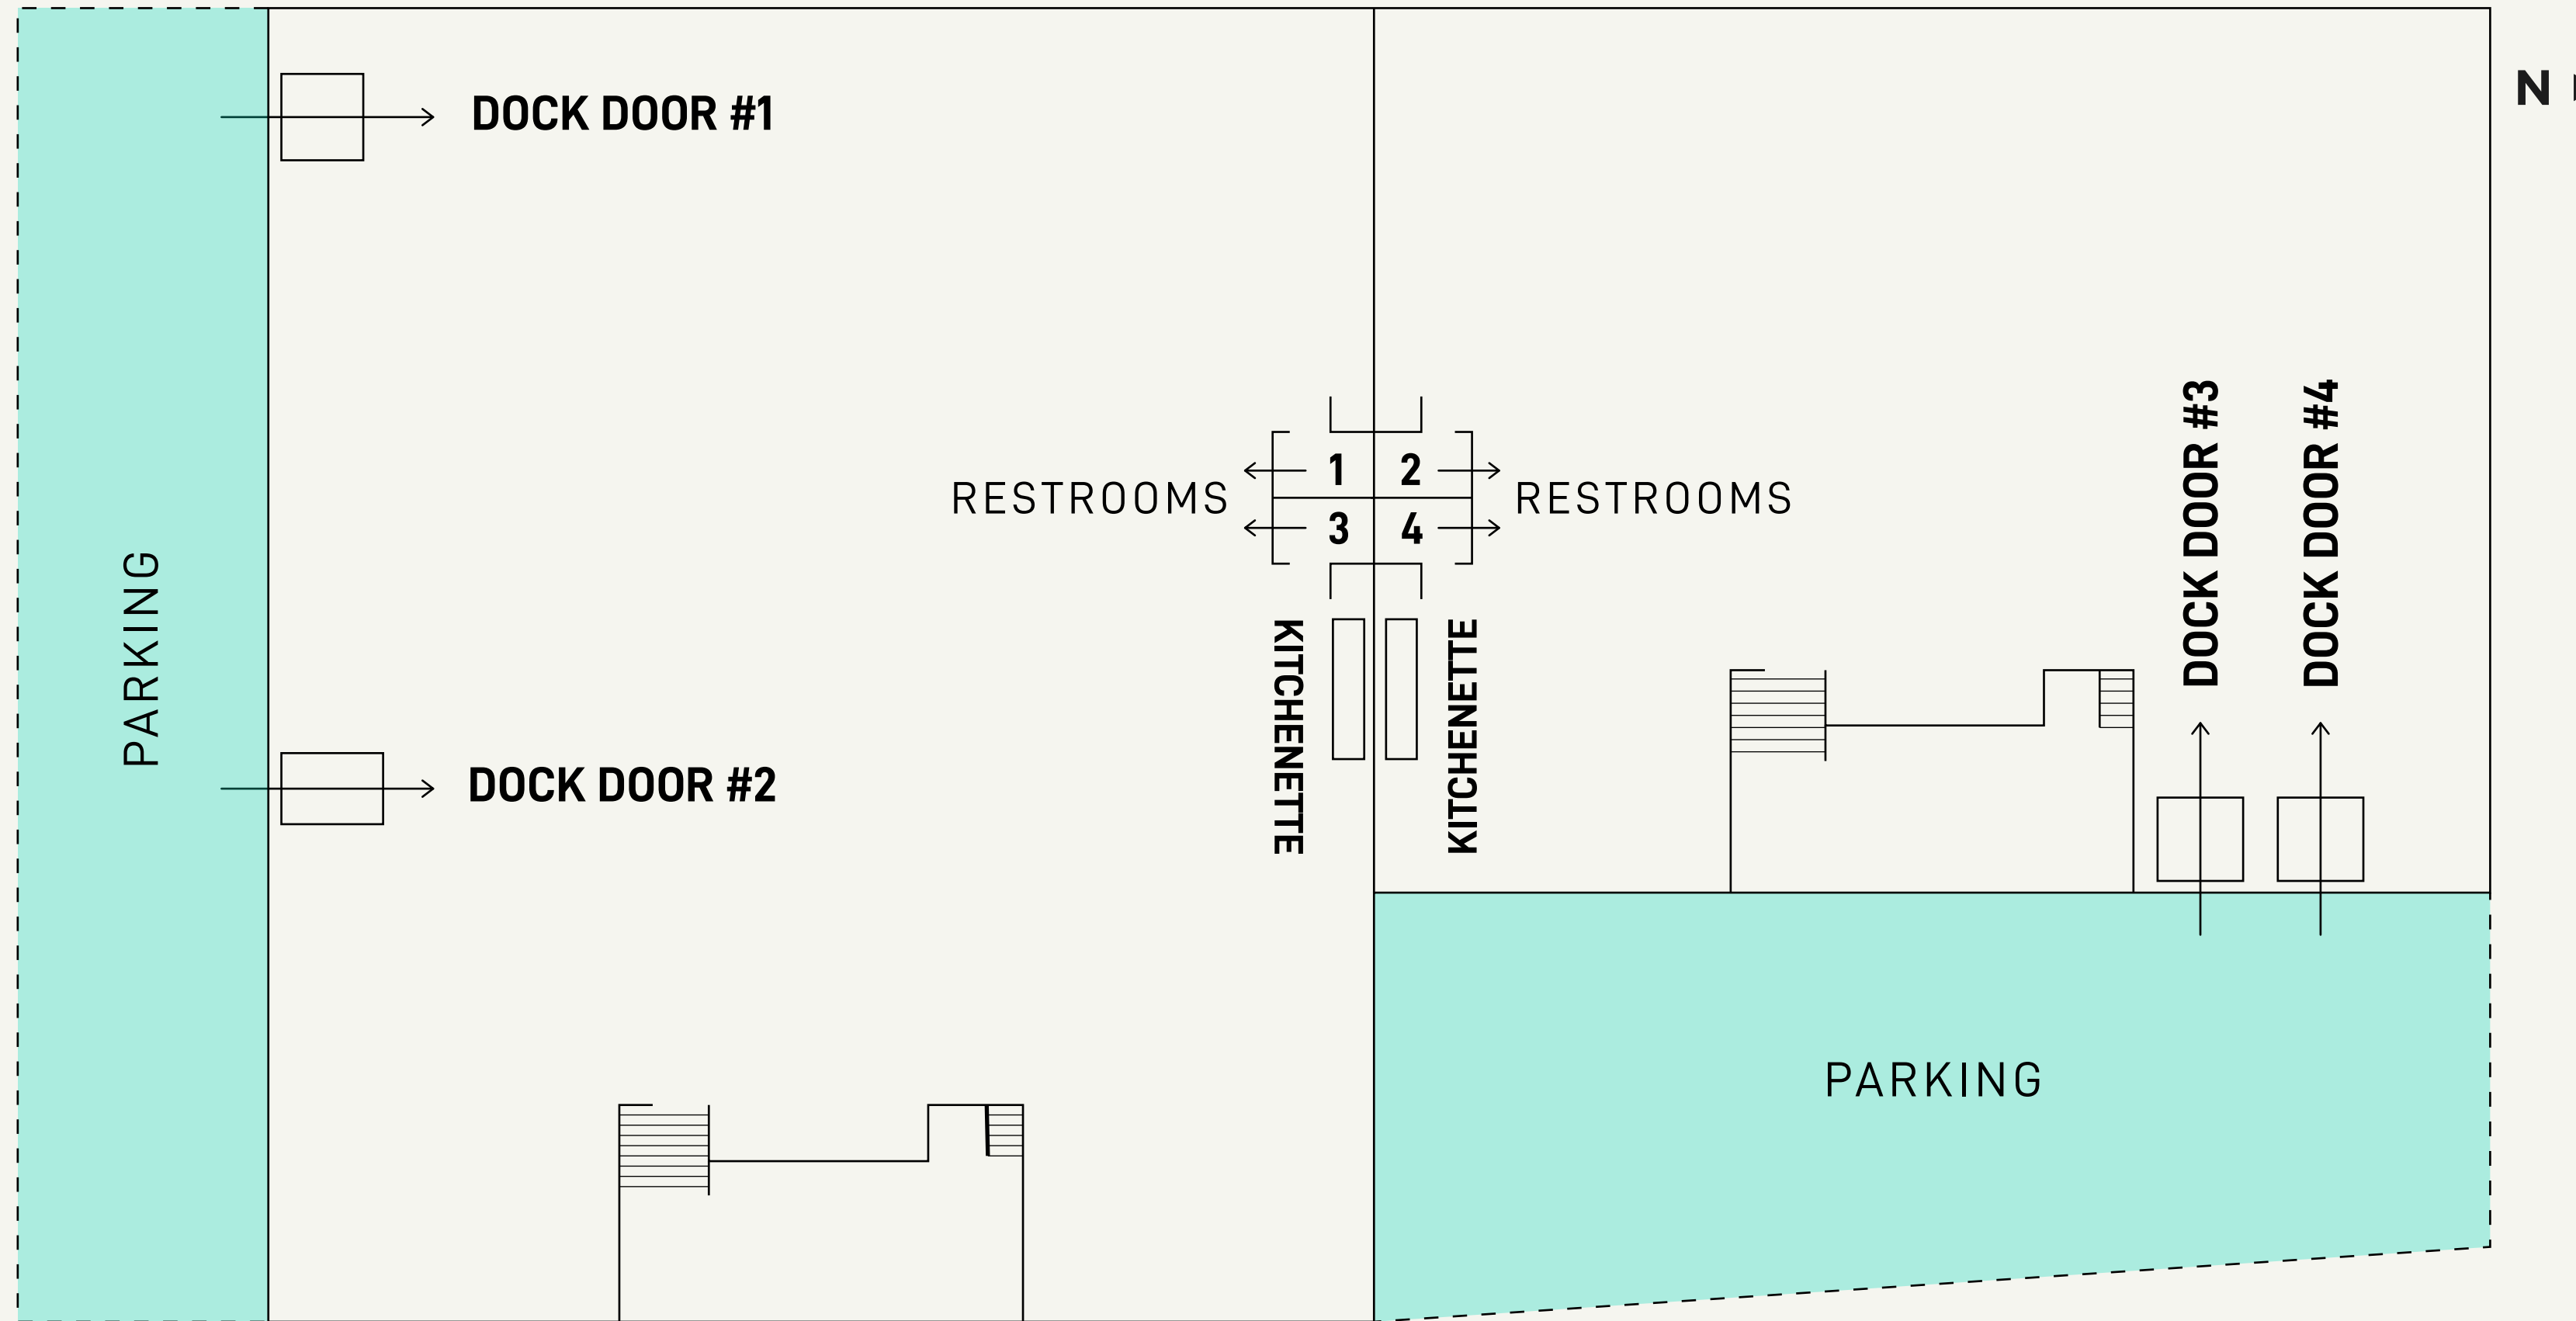 DOCK DOOR #1
N
DOCK DOOR #3
DOCK DOOR #4
1
2
RESTROOMS
RESTROOMS
3
4
PARKING
KITCHENETTE
KITCHENETTE
DOCK DOOR #2
PARKING